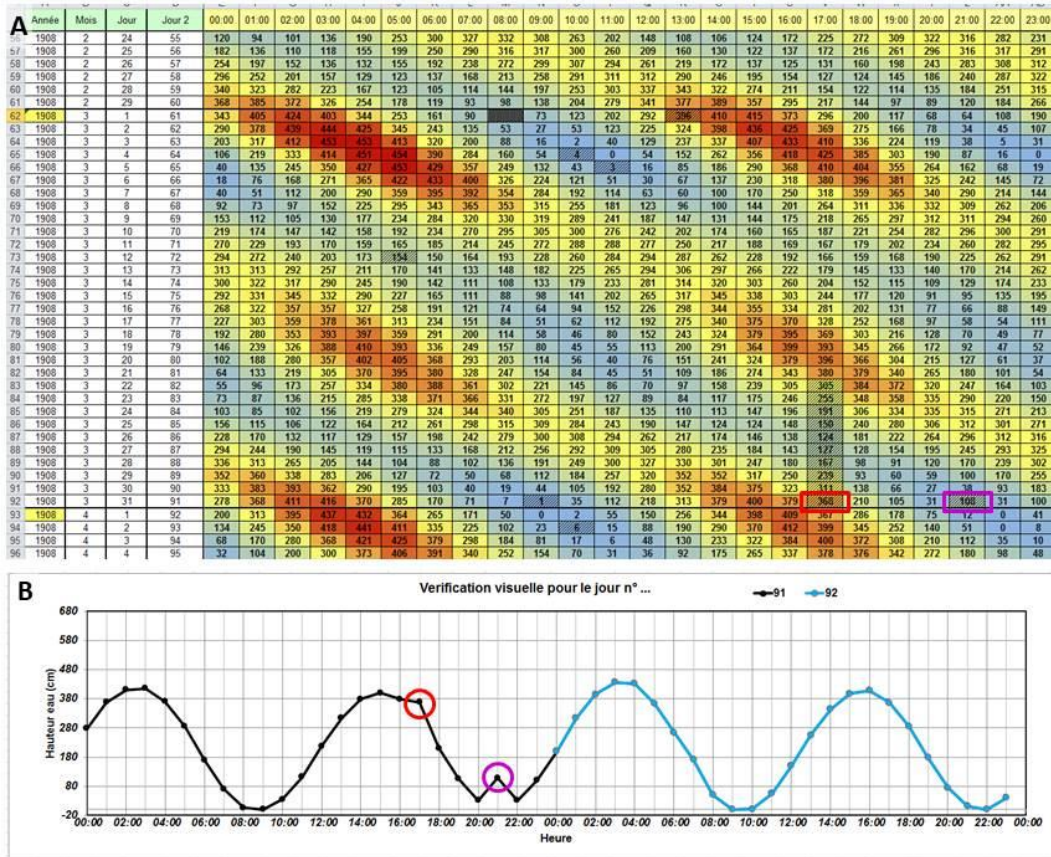 A
Année Mois Jour Jour 2 00:00 01:00 02:00 03:00 04:00 05:00 06:00 07:00 08:00 09:00 10:00 11:00 12:00 13:00 14:00 15:00 16:00 17:00 18:00 19:00 20:00 21:00 22:00 23:00
56 1908 2 24 55 120 94 101 136 190 253 300 327 332 308 263 202 148 108 106 124 172 225 272 309 322 316 282 231
57 1908 2 25 56 182 136 110 118 155 199 250 290 316 317 300 260 209 160 130 122 137 172 216 261 296 316 317 291
58 1908 2 26 57 254 197 152 136 132 155 192 238 272 299 307 294 261 219 172 137 125 131 160 198 243 283 308 312
59 1908 2 27 58 296 252 201 157 129 123 137 168 213 258 291 311 312 290 246 195 154 127 124 145 186 240 287 322
60 1908 2 28 59 340 323 282 223 167 123 105 114 144 197 253 303 337 343 322 274 211 154 122 114 135 184 251 315
61 1908 2 29 60 368 385 372 326 254 178 119 93 98 138 204 279 341 377 389 357 295 217 144 97 89 120 184 266
62 1908 3 1 61 343 405 424 403 344 253 161 90 73 123 202 292 396 410 415 373 296 200 117 68 64 108 190
63 1908 3 2 62 290 378 439 444 425 345 243 135 53 27 53 123 225 324 398 436 425 369 275 166 78 34 45 107
64 1908 3 3 63 203 317 412 453 453 413 320 200 88 16 2 40 129 237 337 407 433 410 336 224 119 38 5 31
65 1908 3 4 64 106 219 333 414 451 454 390 284 160 54 4 0 54 152 262 356 418 425 385 303 190 87 16 0
66 1908 3 5 65 40 135 245 350 427 453 429 357 249 132 43 3 16 85 186 290 368 410 404 355 264 162 68 19
67 1908 3 6 66 18 76 168 271 365 422 433 400 326 224 121 51 30 67 137 230 318 380 396 381 325 242 145 72
68 1908 3 7 67 40 51 112 200 290 359 395 392 354 284 192 114 63 60 100 170 250 318 359 365 340 290 214 144
69 1908 3 8 68 92 73 97 152 225 295 343 365 353 315 255 181 123 96 100 144 201 264 311 336 332 309 262 206
70 1908 3 9 69 153 112 105 130 177 234 284 320 330 319 289 241 187 147 131 144 175 218 265 297 312 311 294 260
71 1908 3 10 70 219 174 147 142 158 192 234 270 295 305 300 276 242 202 174 160 165 187 221 254 282 296 300 291
72 1908 3 11 71 270 229 193 170 159 165 185 214 245 272 288 288 277 250 217 188 169 167 179 202 234 260 282 295
73 1908 3 12 72 294 272 240 203 173 154 150 164 193 228 260 284 294 287 262 228 192 166 159 168 190 225 262 291
74 1908 3 13 73 313 313 292 257 211 170 141 133 148 182 225 265 294 306 297 266 222 179 145 133 140 170 214 262
75 1908 3 14 74 300 322 317 290 245 190 142 111 108 133 179 233 281 314 320 303 260 204 152 115 109 129 174 233
76 1908 3 15 75 292 331 345 332 290 227 165 111 88 98 141 202 265 317 345 338 303 244 177 120 91 95 135 195
77 1908 3 16 76 268 322 357 357 327 258 191 121 74 64 94 152 226 298 344 355 334 281 202 131 77 66 88 149
78 1908 3 17 77 227 303 359 378 361 313 234 151 84 51 62 112 192 275 340 375 370 328 252 168 97 58 54 111
79 1908 3 18 78 192 280 353 393 397 359 291 200 114 58 46 80 152 243 324 379 395 369 303 216 128 70 49 77
80 1908 3 19 79 146 239 326 388 410 393 336 249 157 80 45 55 113 200 291 364 399 393 345 266 172 92 47 52
81 1908 3 20 80 102 188 280 357 402 405 368 293 203 114 56 40 76 151 241 324 379 396 366 304 215 127 61 37
82 1908 3 21 81 64 133 219 305 370 395 380 328 247 154 84 45 51 109 186 274 343 380 379 340 265 180 101 54
83 1908 3 22 82 55 96 173 257 334 380 388 361 302 221 145 86 70 97 158 239 305 305 384 372 320 247 164 103
84 1908 3 23 83 73 87 136 215 285 338 371 366 331 272 197 127 89 84 117 175 246 255 348 358 335 290 220 150
85 1908 3 24 84 103 85 102 156 219 279 324 344 340 305 251 187 135 110 113 147 196 191 306 334 335 315 271 213
86 1908 3 25 85 156 115 106 122 164 212 261 298 315 309 284 243 190 147 124 124 148 150 240 280 306 312 301 271
87 1908 3 26 86 228 170 132 117 129 157 198 242 279 300 308 294 262 217 174 146 138 124 181 222 264 296 312 316
88 1908 3 27 87 294 244 190 145 119 115 133 168 212 256 292 309 305 280 235 184 143 127 128 154 195 245 293 325
89 1908 3 28 88 336 313 265 205 144 104 88 102 136 191 249 300 327 330 301 247 180 167 98 91 120 170 239 302
90 1908 3 29 89 352 360 338 283 206 127 72 50 68 112 184 257 320 352 352 317 250 239 93 60 59 100 170 255
91 1908 3 30 90 333 383 393 362 290 195 103 40 19 44 105 192 280 352 384 375 323 311 138 66 27 38 93 183
92 1908 3 31 91 278 368 411 416 370 285 170 71 7 1 35 112 218 313 379 400 379 368 210 105 31 108 31 100
93 1908 4 1 92 200 313 395 437 432 364 265 171 50 0 2 55 150 256 344 398 409 367 286 178 75 12 0 41
94 1908 4 2 93 134 245 350 418 441 411 335 225 102 23 6 15 88 190 290 370 412 399 345 252 140 51 0 8
95 1908 4 3 94 68 170 280 368 421 425 379 298 184 81 17 6 48 130 233 322 384 400 372 308 210 112 35 10
96 1908 4 4 95 32 104 200 300 373 406 391 340 252 154 70 31 36 92 175 265 337 378 376 342 272 180 98 48
B
Verification visuelle pour le jour n° ...
91 92
Hauteur eau (cm)
680
580
480
380
280
180
80
-20
00:00 02:00 04:00 06:00 08:00 10:00 12:00 14:00 16:00 18:00 20:00 22:00 00:00 02:00 04:00 06:00 08:00 10:00 12:00 14:00 16:00 18:00 20:00 22:00 00:00
Heure